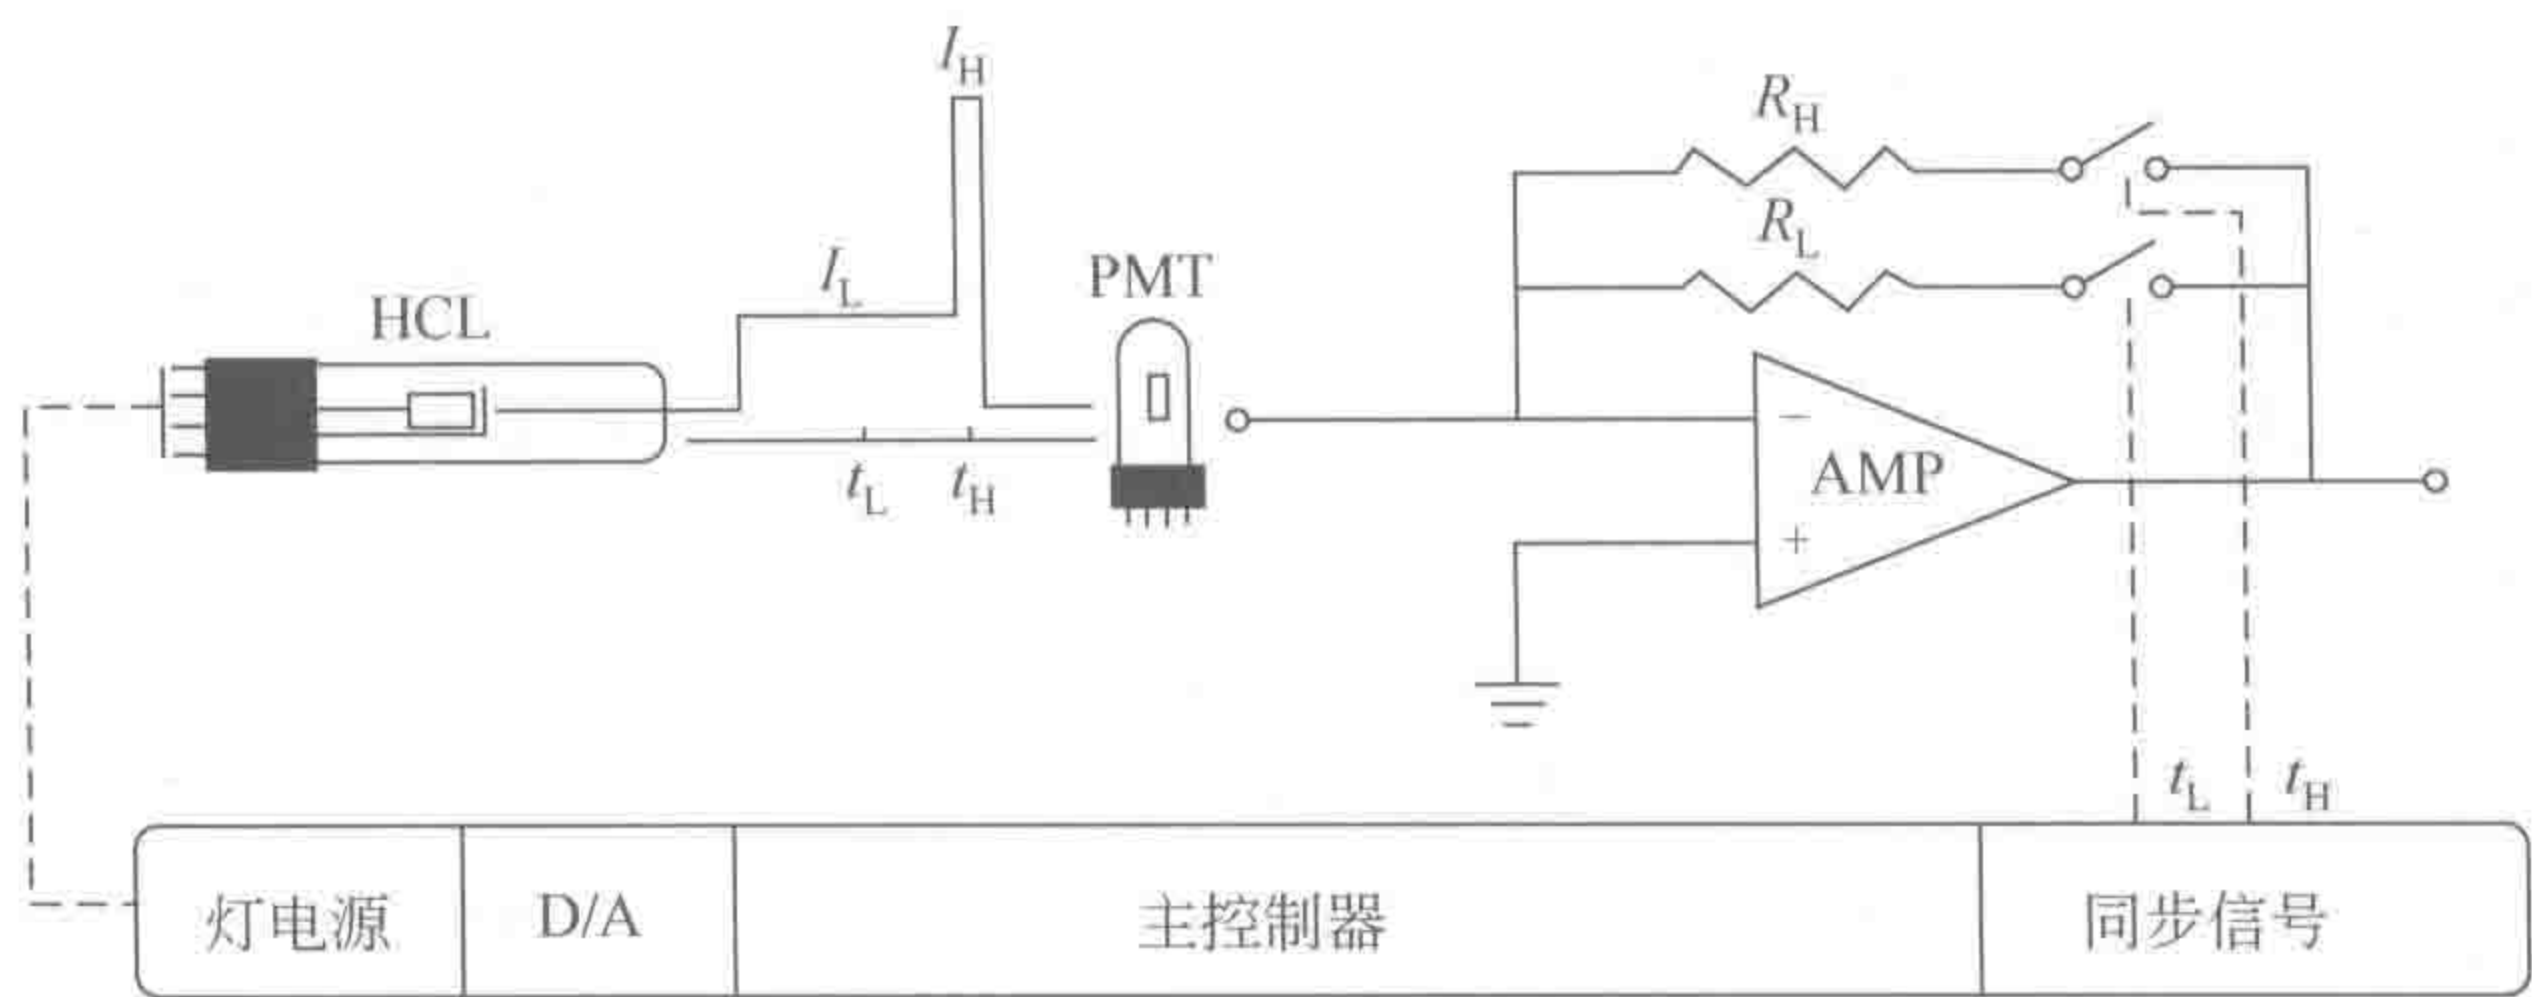 I_H
R_H
R_L
I_L
PMT
HCL
−
AMP
t_L
t_H
+
t_L
t_H
灯电源
D/A
主控制器
同步信号